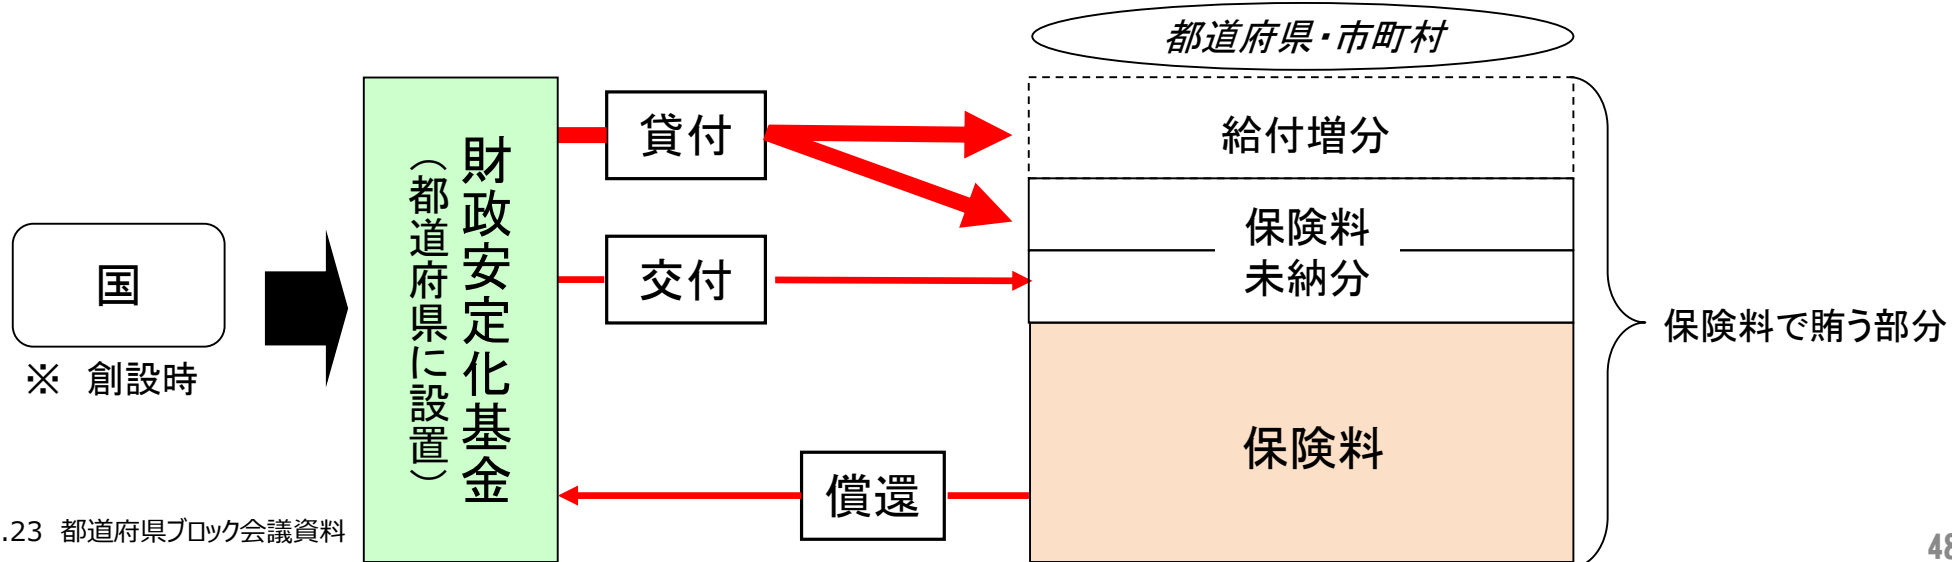 都道府県・市町村
国
※ 創設時
財政安定化基金
（都道府県に設置）
貸付
交付
償還
給付増分
保険料
未納分
保険料
保険料で賄う部分
.23 都道府県ブロック会議資料
48